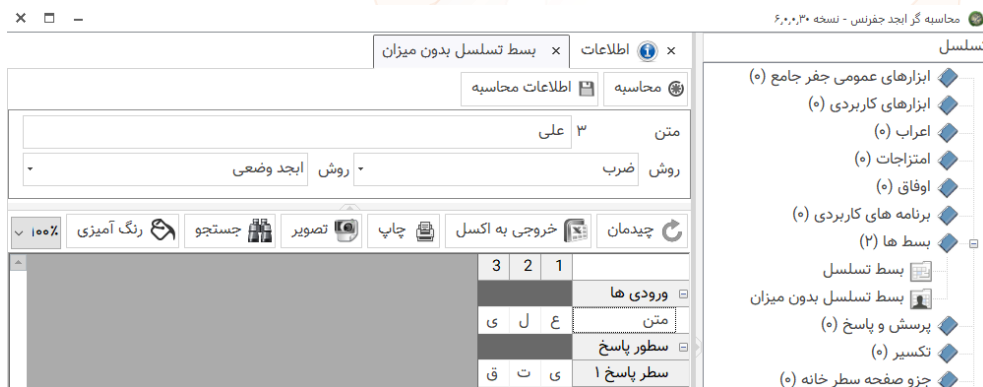 محاسبه گر ابجد جفرنس - نسخه ۶٫۰٫۰٫۳۰
تسلسل
ابزارهای عمومی جفر جامع (۰)
ابزارهای کاربردی (۰)
اعراب (۰)
امتزاجات (۰)
اوفاق (۰)
برنامه های کاربردی (۰)
بسط ها (۲)
بسط تسلسل
بسط تسلسل بدون میزان
پرسش و پاسخ (۰)
تکسیر (۰)
جزو صفحه سطر خانه (۰)
اطلاعات
بسط تسلسل بدون میزان
محاسبه اطلاعات محاسبه
متن ۳ علی
روش ضرب روش ابجد وضعی
چیدمان خروجی به اکسل چاپ تصویر جستجو رنگ آمیزی ۱۰۰٪
1 2 3
ورودی ها
متن ع ل ی
سطور پاسخ
سطر پاسخ ۱ ی ت ق